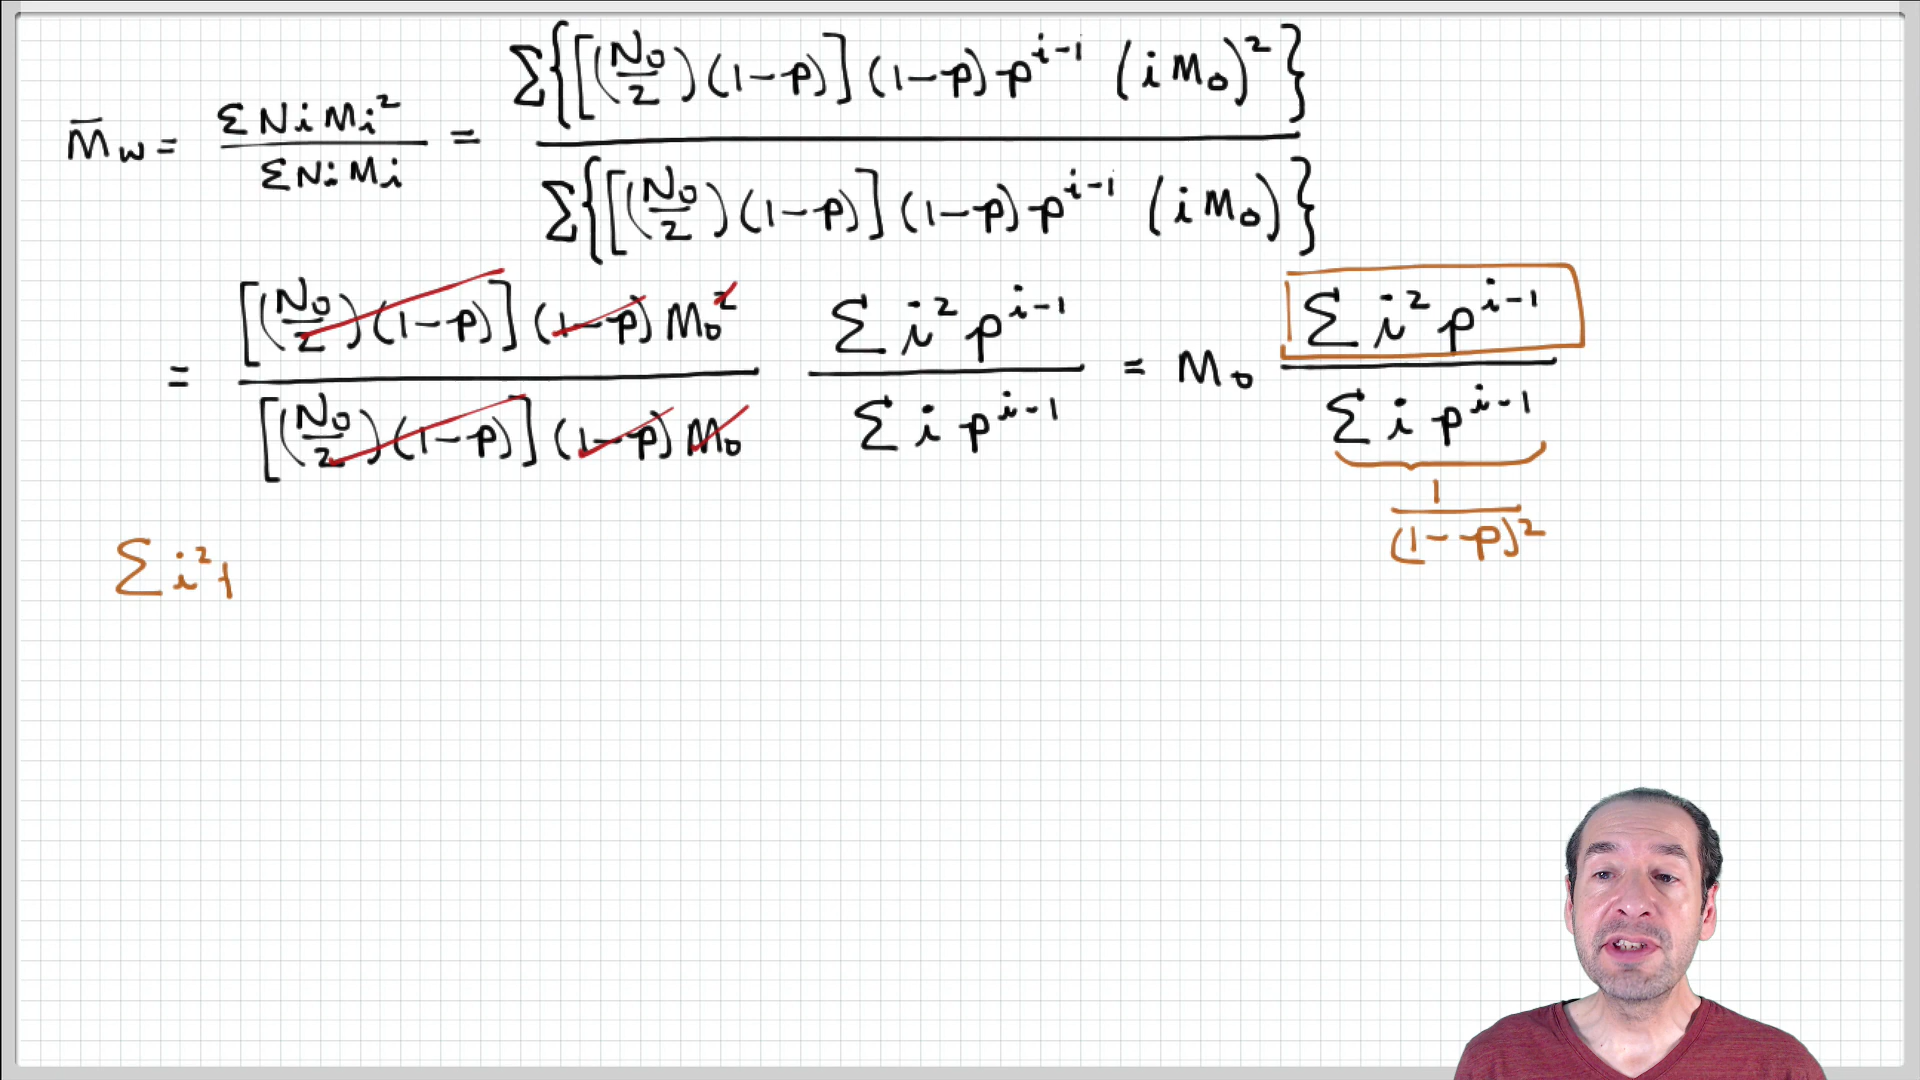 M̄w = ΣNiMi² / ΣNiMi = Σ{[(N₀/2)(1-p)](1-p)p^(i-1) (iM₀)²} / Σ{[(N₀/2)(1-p)](1-p)p^(i-1) (iM₀)}
= [(N₀/2)(1-p)](1-p)M₀² / [(N₀/2)(1-p)](1-p)M₀ Σi²p^(i-1) / Σip^(i-1) = M₀ Σi²p^(i-1) / Σip^(i-1)
1 / (1-p)²
Σi²